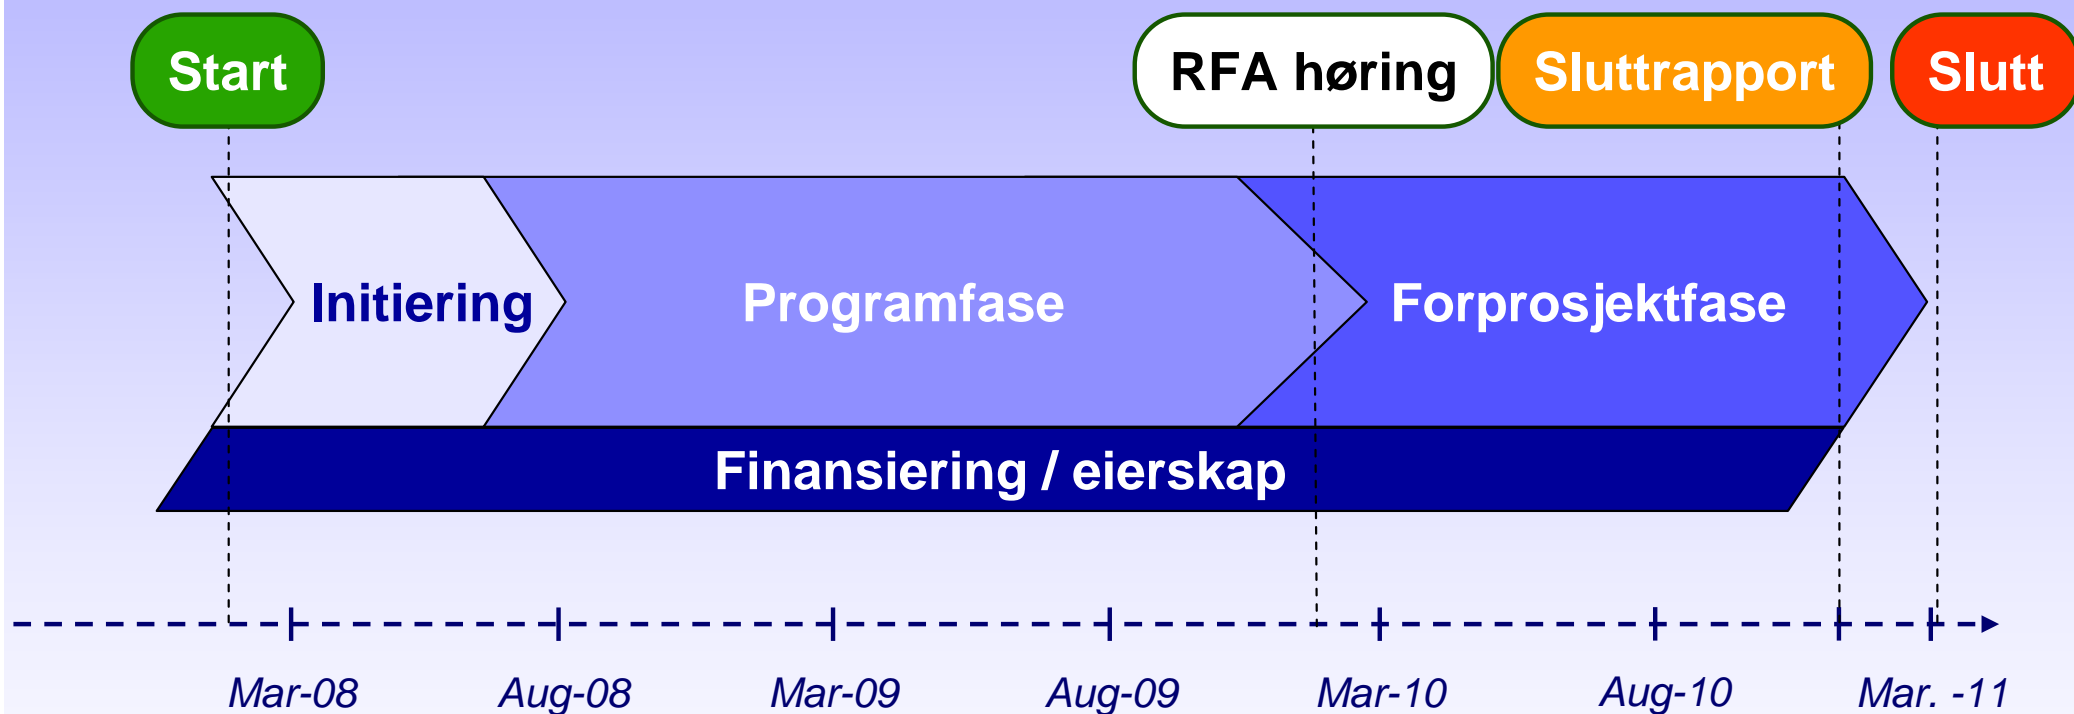 Start
RFA høring
Sluttrapport
Slutt
Initiering
Programfase
Forprosjektfase
Finansiering / eierskap
Mar-08
Aug-08
Mar-09
Aug-09
Mar-10
Aug-10
Mar. -11